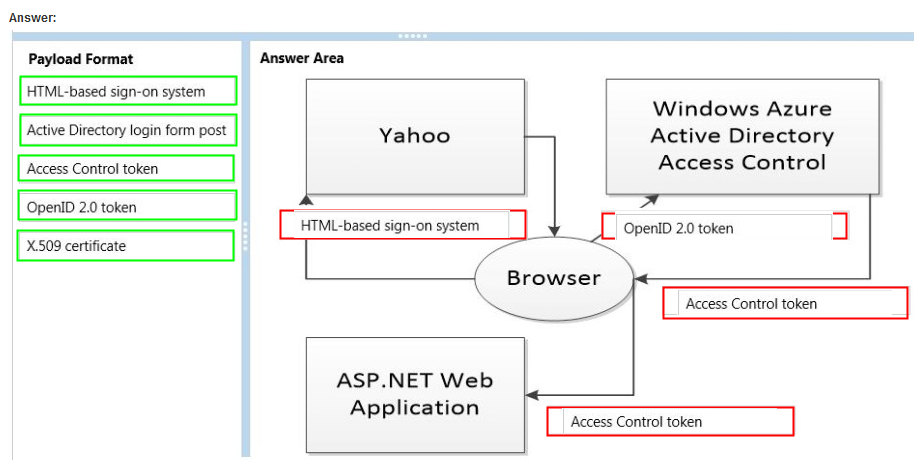 Answer:
Payload Format
HTML-based sign-on system
Active Directory login form post
Access Control token
OpenID 2.0 token
X.509 certificate
Answer Area
Yahoo
Windows Azure
Active Directory
Access Control
HTML-based sign-on system
OpenID 2.0 token
Browser
Access Control token
ASP.NET Web
Application
Access Control token